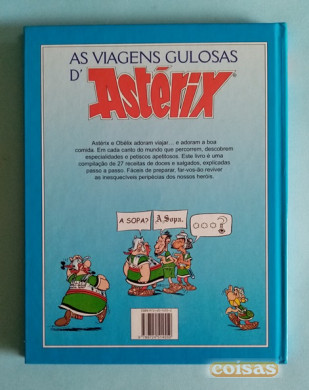 AS VIAGENS GULOSAS
D'Astérix
Astérix e Obélix adoram viajar... e adoram a boa
comida. Em cada canto do mundo que percorrem, descobrem
especialidades e petiscos apetitosos. Este livro é uma
compilação de 27 receitas de doces e salgados, explicadas
passo a passo. Fáceis de preparar, far-vos-ão reviver
as inesquecíveis peripécias dos nossos heróis.
A SOPA?
A Sopa.
coisas